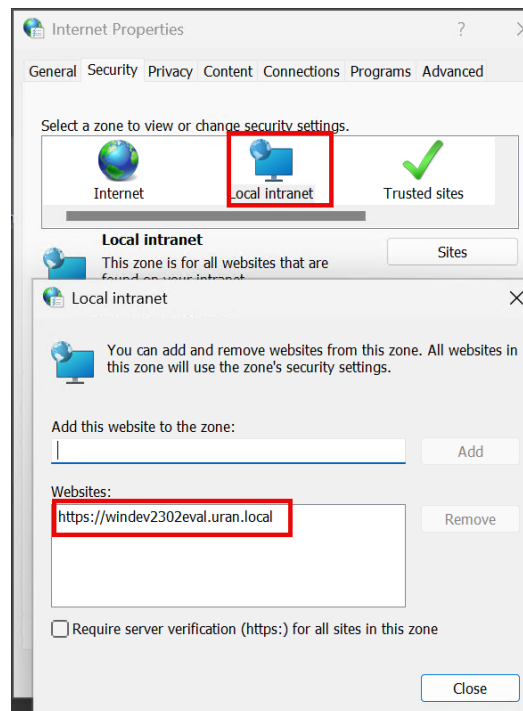 Internet Properties
?
General Security Privacy Content Connections Programs Advanced
Select a zone to view or change security settings.
Internet
Local intranet
Trusted sites
Local intranet
This zone is for all websites that are
found on your intranet.
Sites
Local intranet
You can add and remove websites from this zone. All websites in
this zone will use the zone's security settings.
Add this website to the zone:
Add
Websites:
https://windev2302eval.uran.local
Remove
Require server verification (https:) for all sites in this zone
Close